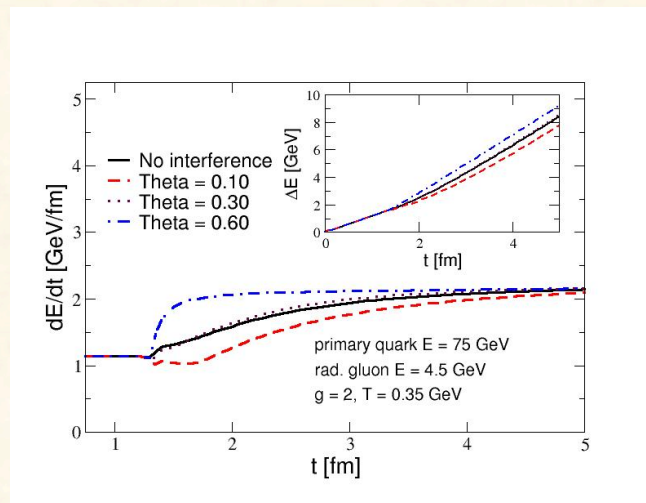 No interference
Theta = 0.10
Theta = 0.30
Theta = 0.60
dE/dt [GeV/fm]
5
4
3
2
1
0
1
2
3
4
5
t [fm]
ΔE [GeV]
10
8
6
4
2
0
0
2
4
t [fm]
primary quark E = 75 GeV
rad. gluon E = 4.5 GeV
g = 2, T = 0.35 GeV